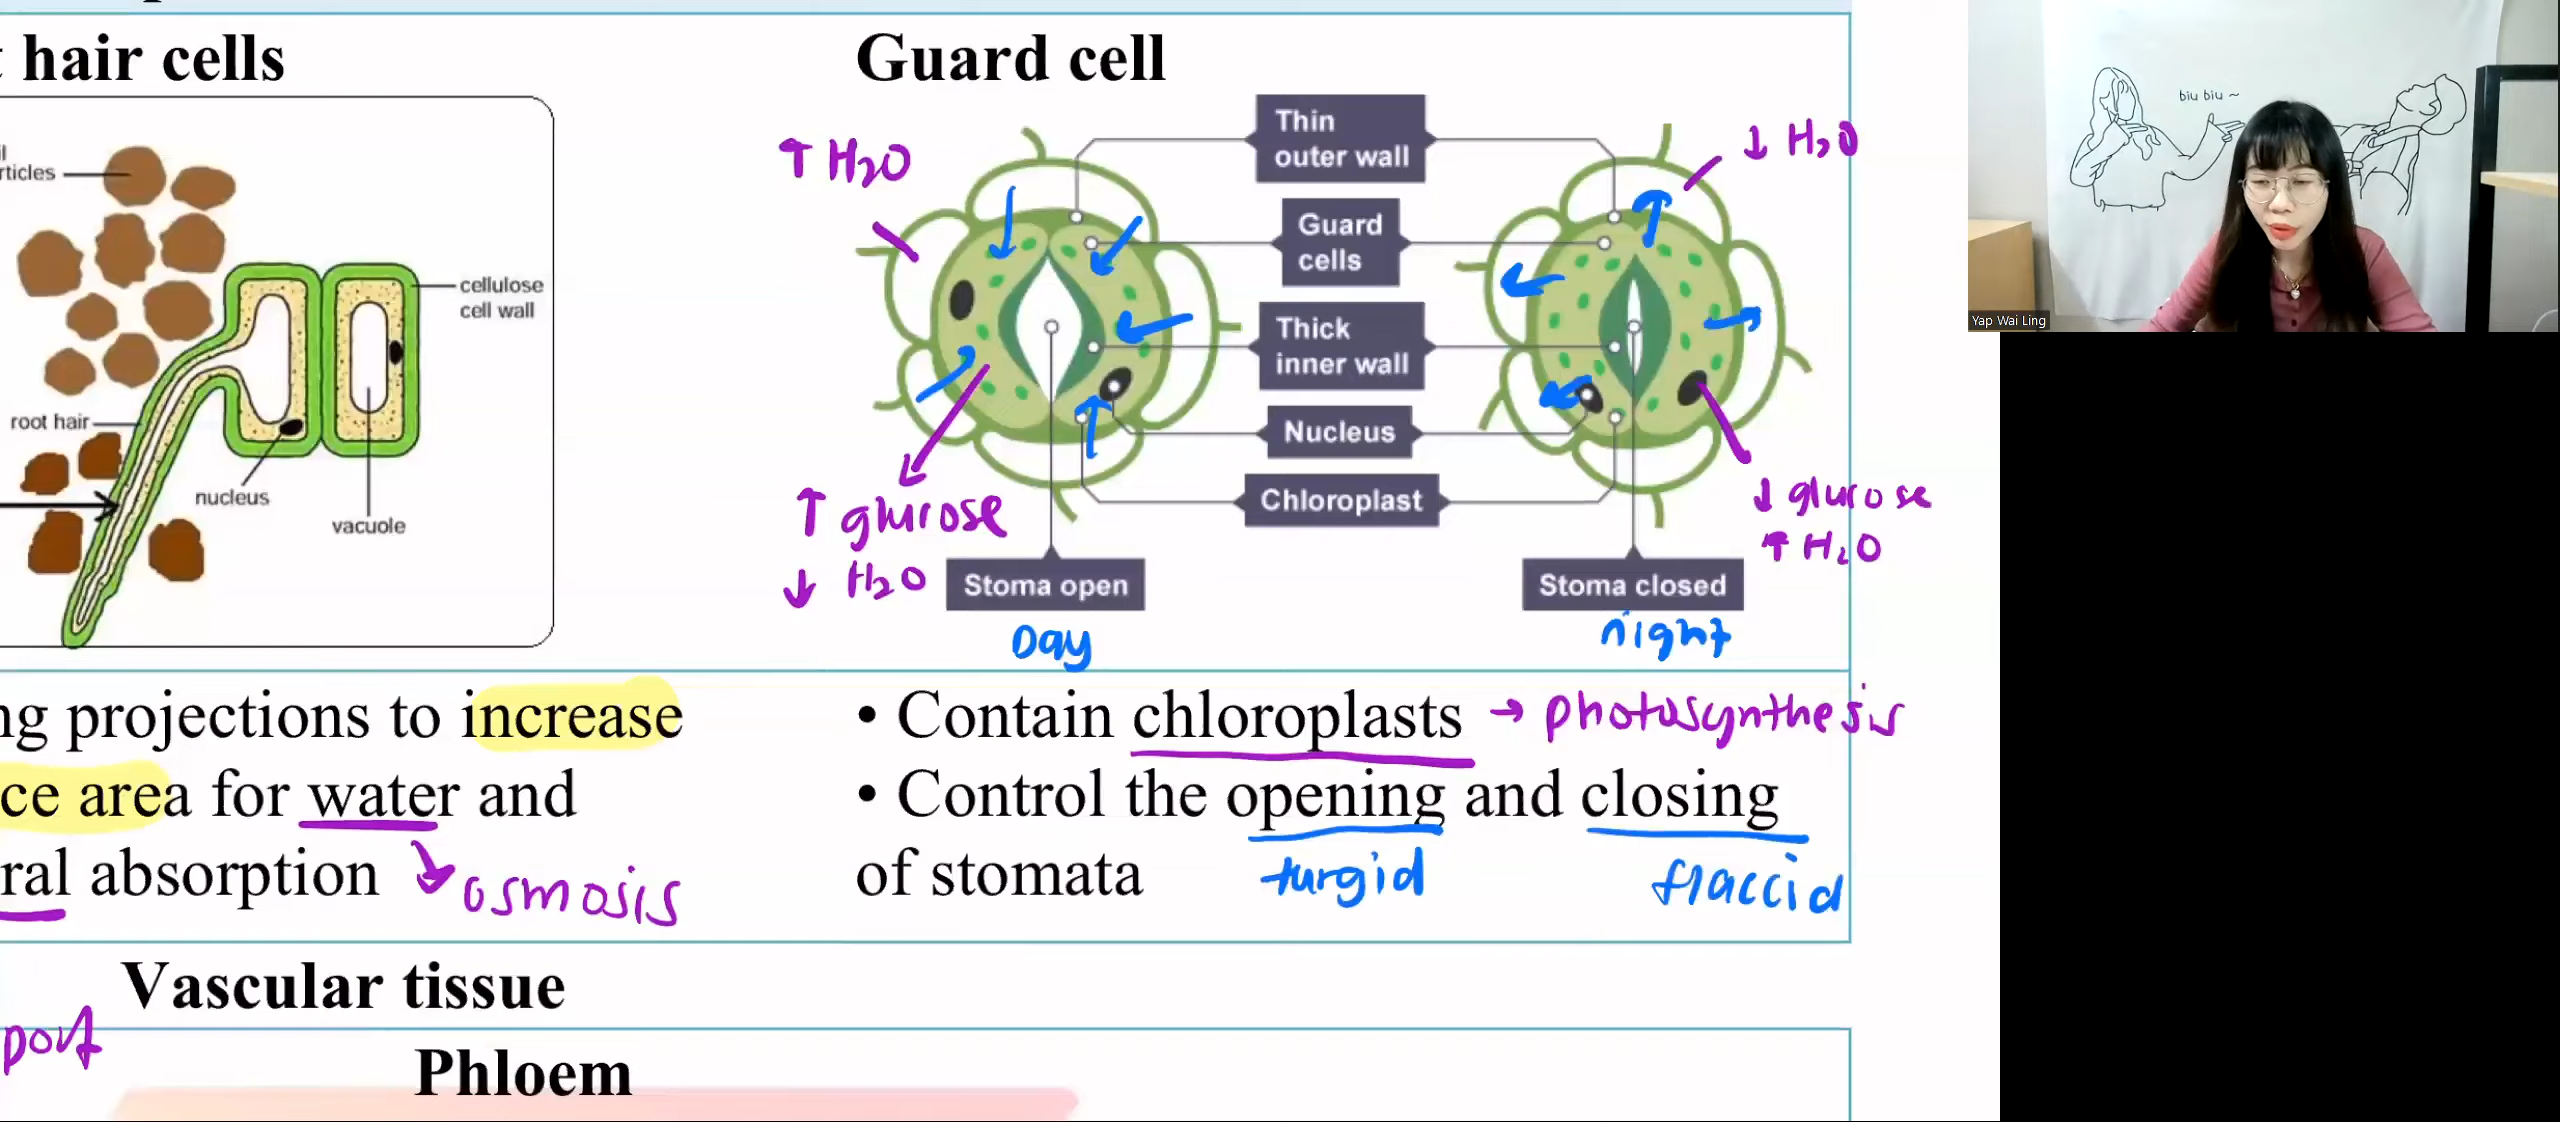 hair cells
Guard cell
rticles
cellulose
cell wall
root hair
nucleus
vacuole
↑ H2O
↓ H2O
Thin
outer wall
Guard
cells
Thick
inner wall
Nucleus
Chloroplast
↑ glucose
↓ H2O
↓ glucose
↑ H2O
Stoma open
Stoma closed
Day
night
biu biu ~
Yap Wai Ling
ng projections to increase
ce area for water and
ral absorption ↘ osmosis
• Contain chloroplasts → photosynthesis
• Control the opening and closing
of stomata turgid flaccid
Vascular tissue
port
Phloem